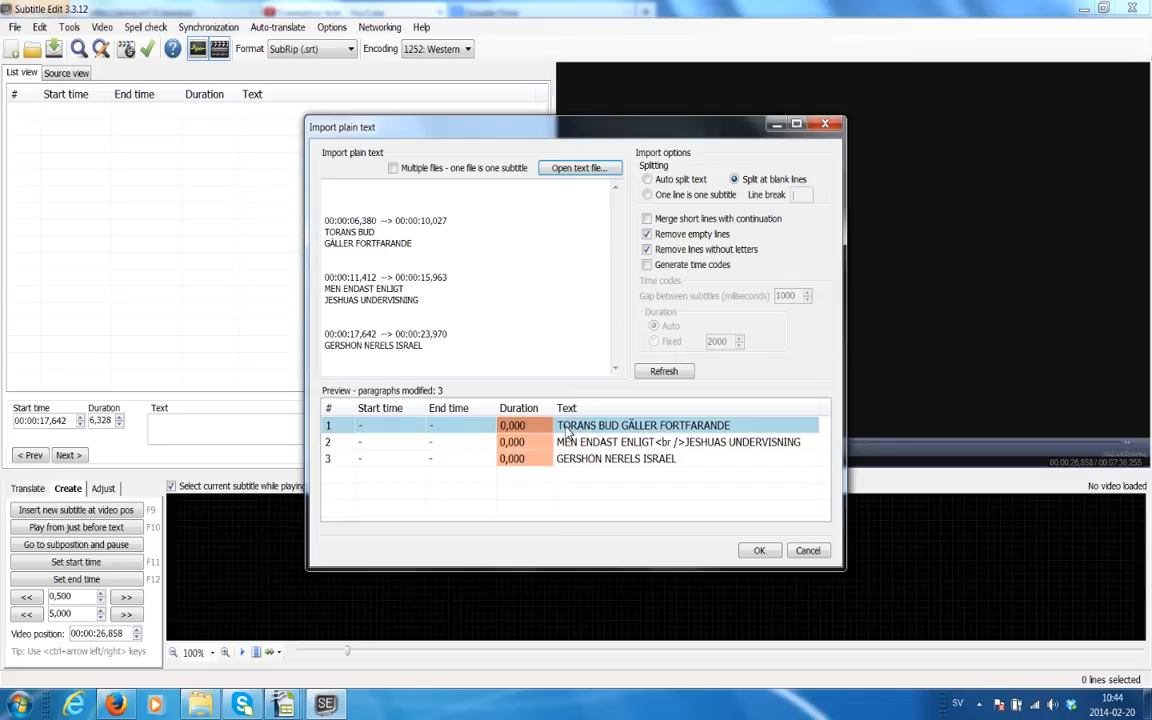 Subtitle Edit 3.3.12
File Edit Tools Video Spell check Synchronization Auto-translate Options Networking Help
Format SubRip (.srt) Encoding 1252: Western
List view Source view
# Start time End time Duration Text
Import plain text
Import plain text
Multiple files - one file is one subtitle Open text file...
00:00:06,380 --> 00:00:10,027
TORANS BUD
GÄLLER FORTFARANDE
00:00:11,412 --> 00:00:15,963
MEN ENDAST ENLIGT
JESHUAS UNDERVISNING
00:00:17,642 --> 00:00:23,970
GERSHON NERELS ISRAEL
Import options
Splitting
Auto split text Split at blank lines
One line is one subtitle Line break |
Merge short lines with continuation
Remove empty lines
Remove lines without letters
Generate time codes
Time codes
Gap between subtitles (milliseconds) 1000
Duration
Auto
Fixed 2000
Refresh
Preview - paragraphs modified: 3
# Start time End time Duration Text
1 - - 0,000 TORANS BUD GÄLLER FORTFARANDE
2 - - 0,000 MEN ENDAST ENLIGT<br />JESHUAS UNDERVISNING
3 - - 0,000 GERSHON NERELS ISRAEL
OK Cancel
Start time Duration Text
00:00:17,642 6,328
< Prev Next >
00:00:26,858 / 00:07:36,255
Translate Create Adjust
Select current subtitle while playing
No video loaded
Insert new subtitle at video pos F9
Play from just before text F10
Go to subposition and pause
Set start time F11
Set end time F12
<< 0,500 >>
<< 5,000 >>
Video position: 00:00:26,858
Tip: Use <ctrl+arrow left/right> keys
100%
0 lines selected
SE
SV
10:44
2014-02-20